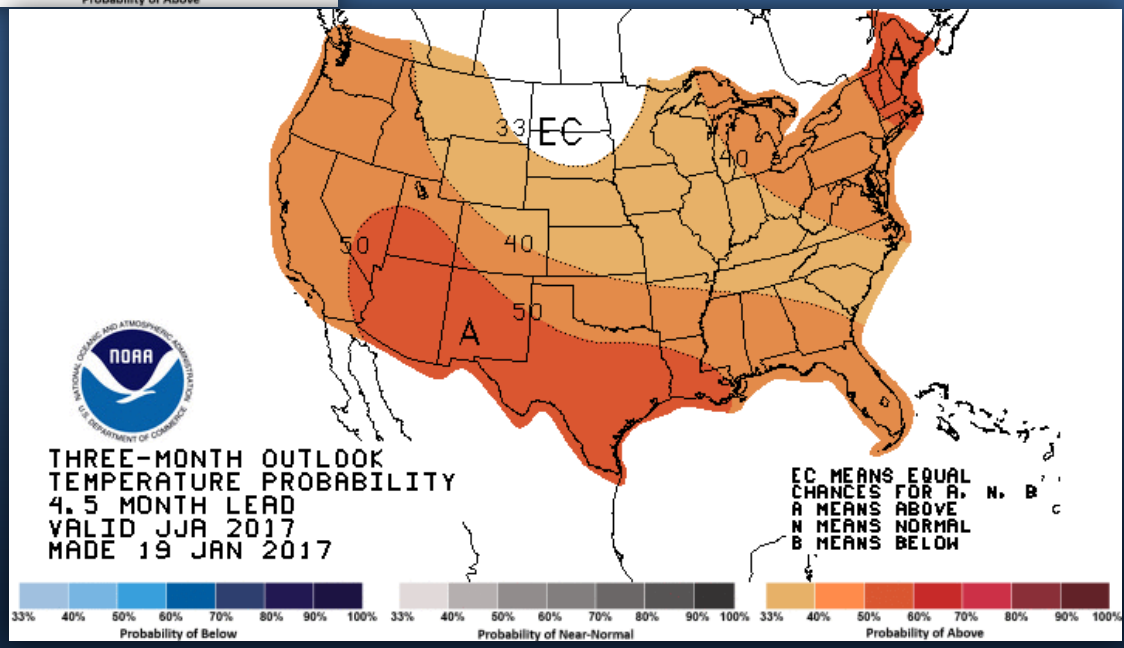 Probability of Above
A
33
EC
40
50
40
50
A
NOAA
NATIONAL OCEANIC AND ATMOSPHERIC ADMINISTRATION
U.S. DEPARTMENT OF COMMERCE
THREE-MONTH OUTLOOK
TEMPERATURE PROBABILITY
4.5 MONTH LEAD
VALID JJA 2017
MADE 19 JAN 2017
EC MEANS EQUAL
CHANCES FOR A, N, B
A MEANS ABOVE
N MEANS NORMAL
B MEANS BELOW
33% 40% 50% 60% 70% 80% 90% 100%
Probability of Below
33% 40% 50% 60% 70% 80% 90% 100%
Probability of Near-Normal
33% 40% 50% 60% 70% 80% 90% 100%
Probability of Above